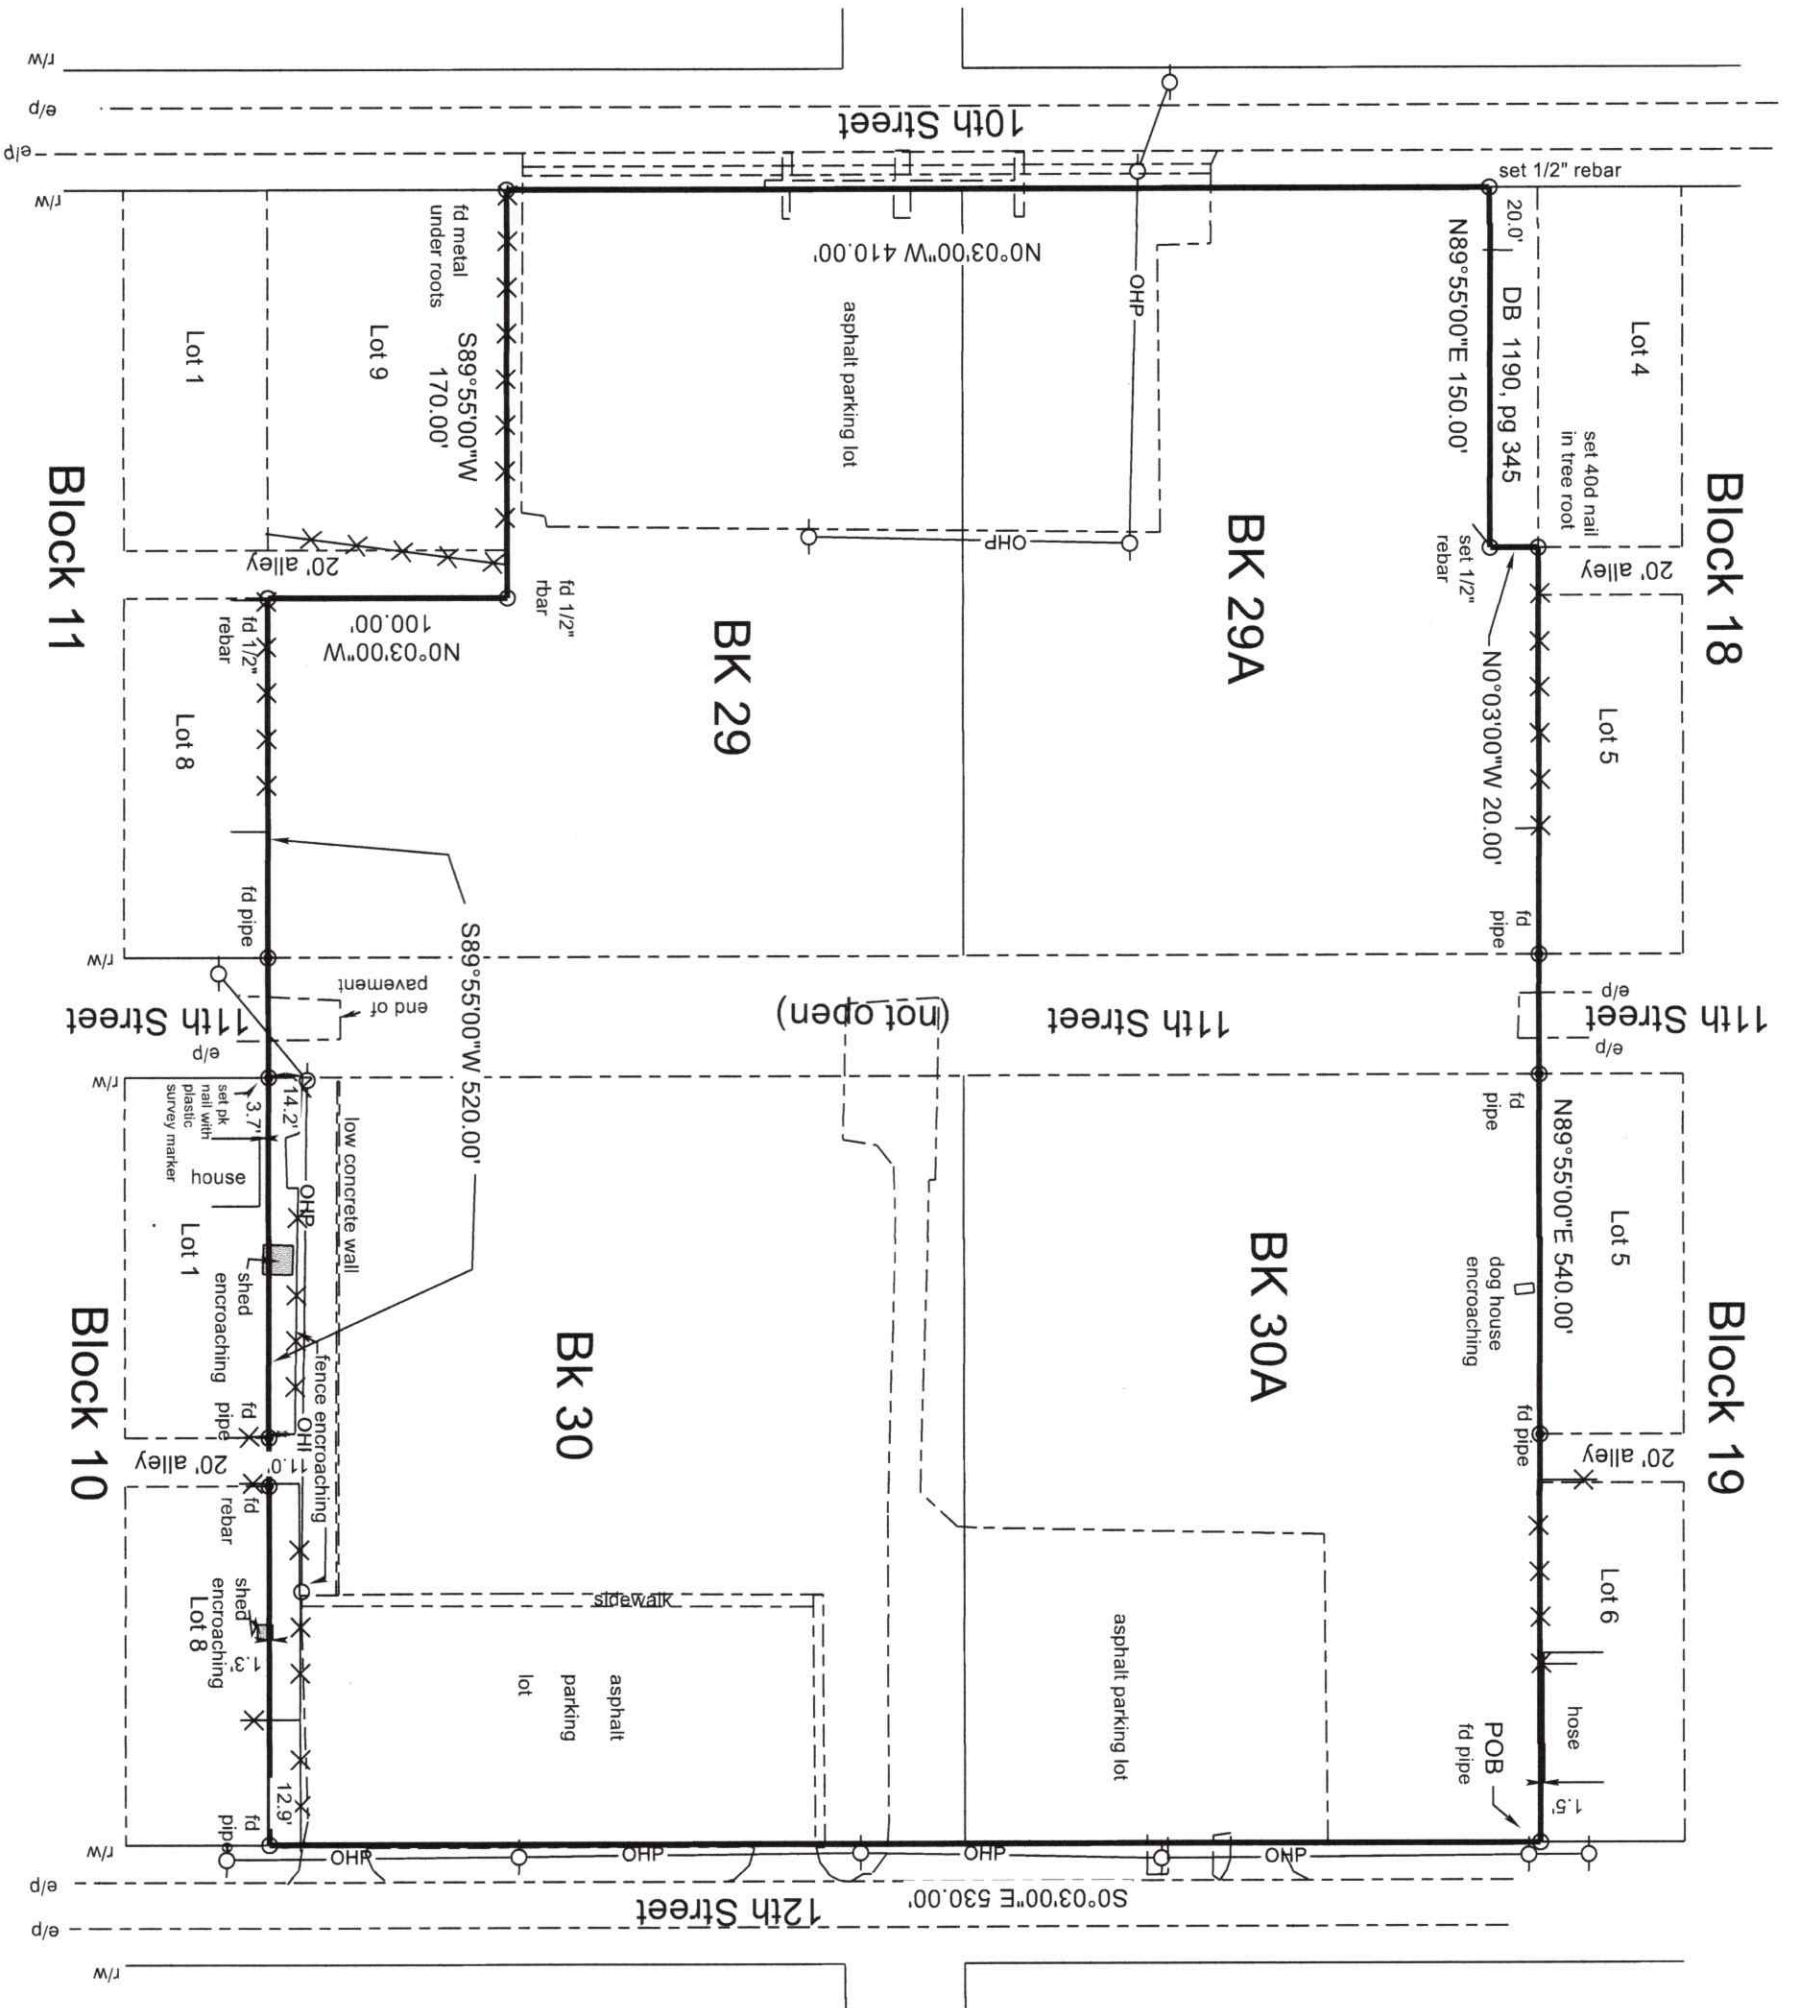 r/w
e/p
10th Street
e/p
r/w
set 1/2" rebar
20.0'
DB 1190, pg 345
N89°55'00"E 150.00'
N0°03'00"W 410.00'
OHP
asphalt parking lot
fd metal
under roots
S89°55'00"W
170.00'
Lot 9
Lot 1
Lot 4
set 40d nail
in tree root
Block 18
Block 11
BK 29A
OHP
20' alley
20' alley
set 1/2"
rebar
fd 1/2"
rbar
N0°03'00"W
100.00'
fd 1/2"
rebar
N0°03'00"W 20.00'
BK 29
Lot 5
Lot 8
fd
pipe
fd pipe
r/w
S89°55'00"W 520.00'
end of
pavement
11th Street
e/p
11th Street
(not open)
11th Street
e/p
e/p
r/w
set pk
nail with
plastic
survey marker
3.7'
14.2'
house
OHP
low concrete wall
fd
pipe
N89°55'00"E 540.00'
Lot 5
dog house
encroaching
BK 30A
Block 19
Lot 1
shed
encroaching
Bk 30
Block 10
fence encroaching
fd
pipe
OH
11.0'
20' alley
fd pipe
20' alley
fd
rebar
shed
encroaching
Lot 8
1.3'
sidewalk
asphalt
parking
lot
asphalt parking lot
Lot 6
hose
POB
fd pipe
1.5'
12.9'
fd
pipe
r/w
OHP
OHP
OHP
OHP
e/p
S0°03'00"E 530.00'
12th Street
e/p
r/w